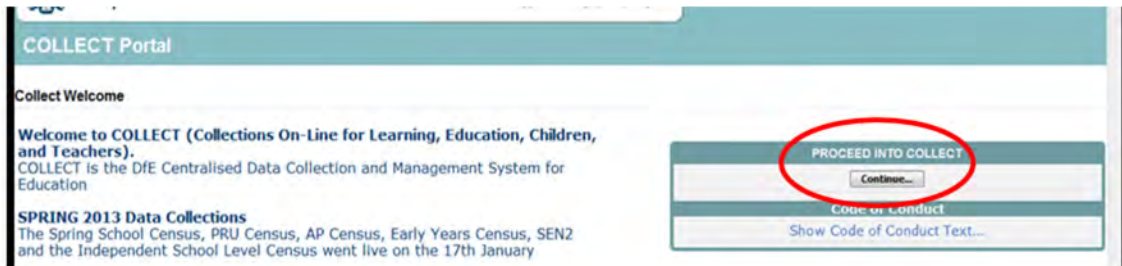 COLLECT Portal
Collect Welcome
Welcome to COLLECT (Collections On-Line for Learning, Education, Children,
and Teachers).
COLLECT is the DfE Centralised Data Collection and Management System for
Education
SPRING 2013 Data Collections
The Spring School Census, PRU Census, AP Census, Early Years Census, SEN2
and the Independent School Level Census went live on the 17th January
PROCEED INTO COLLECT
Continue...
Code of Conduct
Show Code of Conduct Text...